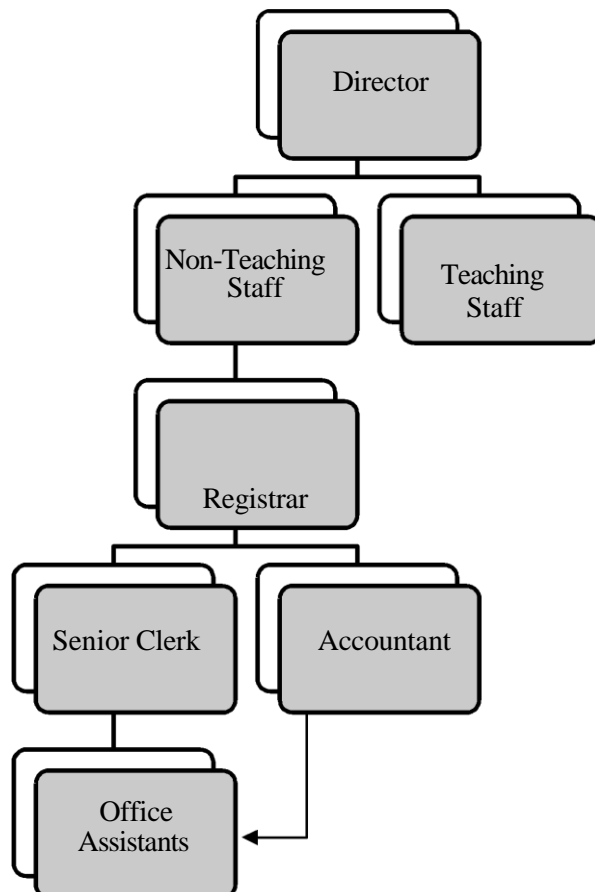 Director
Non-Teaching
Staff
Teaching
Staff
Registrar
Senior Clerk
Accountant
Office
Assistants